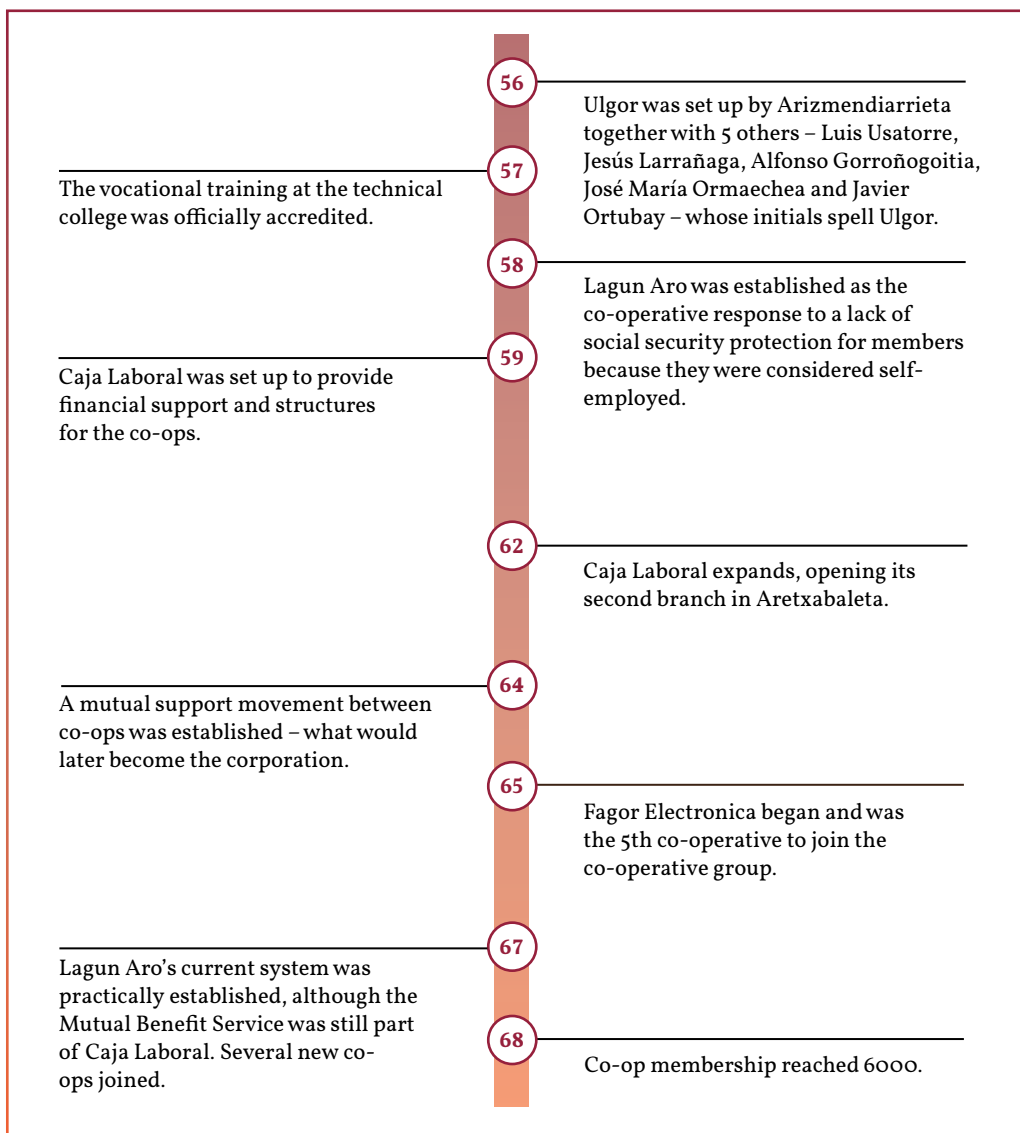 56
Ulgor was set up by Arizmendiarrieta
together with 5 others – Luis Usatorre,
Jesús Larrañaga, Alfonso Gorroñogoitia,
José María Ormaechea and Javier
Ortubay – whose initials spell Ulgor.
57
The vocational training at the technical
college was officially accredited.
58
Lagun Aro was established as the
co-operative response to a lack of
social security protection for members
because they were considered self-
employed.
59
Caja Laboral was set up to provide
financial support and structures
for the co-ops.
62
Caja Laboral expands, opening its
second branch in Aretxabaleta.
64
A mutual support movement between
co-ops was established – what would
later become the corporation.
65
Fagor Electronica began and was
the 5th co-operative to join the
co-operative group.
67
Lagun Aro’s current system was
practically established, although the
Mutual Benefit Service was still part
of Caja Laboral. Several new co-
ops joined.
68
Co-op membership reached 6000.